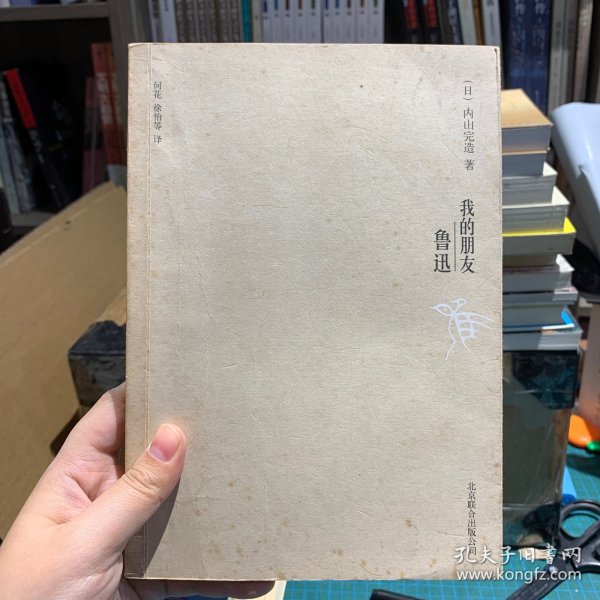 (日) 内山完造 著
我的朋友
鲁迅
何花 徐怡等 译
北京联合出版公司
孔夫子旧书网
www.kongfz.com